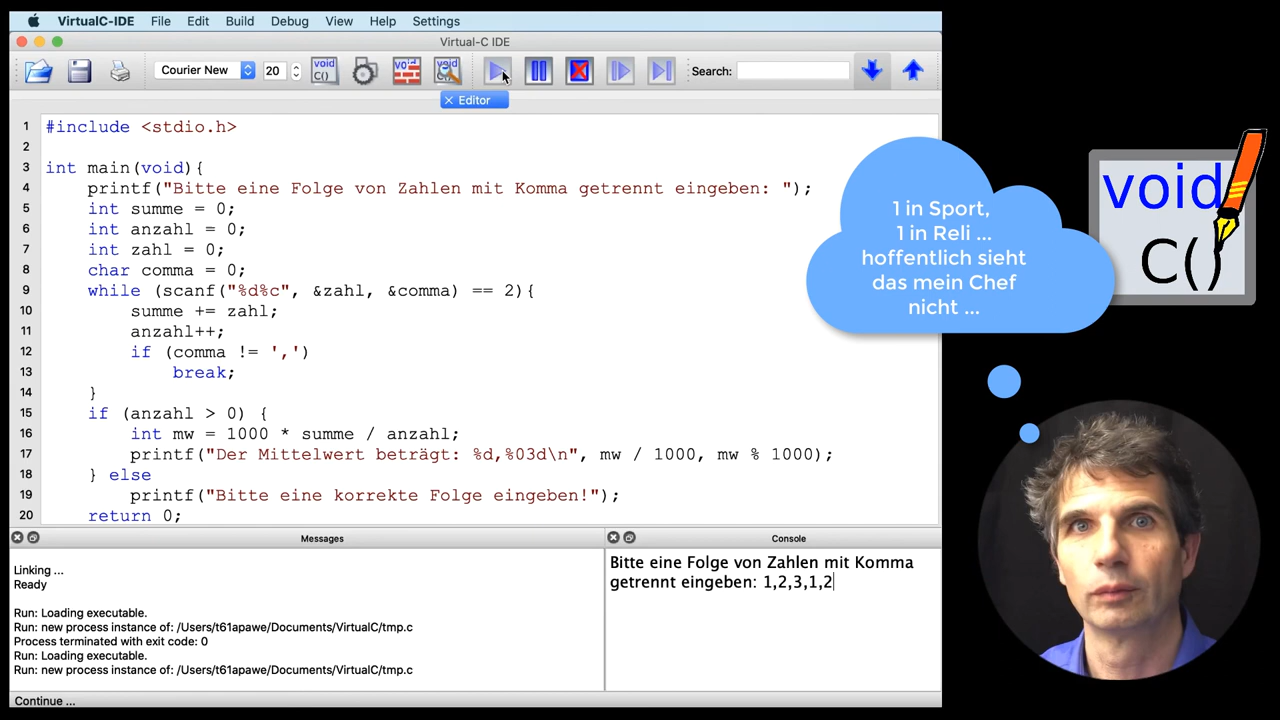 VirtualC-IDE File Edit Build Debug View Help Settings
Virtual-C IDE
Courier New 20 void C() Search:
Editor
1 #include <stdio.h>
2
3 int main(void){
4 printf("Bitte eine Folge von Zahlen mit Komma getrennt eingeben: ");
5 int summe = 0;
6 int anzahl = 0;
7 int zahl = 0;
8 char comma = 0;
9 while (scanf("%d%c", &zahl, &comma) == 2){
10 summe += zahl;
11 anzahl++;
12 if (comma != ',')
13 break;
14 }
15 if (anzahl > 0) {
16 int mw = 1000 * summe / anzahl;
17 printf("Der Mittelwert beträgt: %d,%03d\n", mw / 1000, mw % 1000);
18 } else
19 printf("Bitte eine korrekte Folge eingeben!");
20 return 0;
1 in Sport,
1 in Reli ...
hoffentlich sieht
das mein Chef
nicht ...
void
C()
Messages
Linking ...
Ready
Run: Loading executable.
Run: new process instance of: /Users/t61apawe/Documents/VirtualC/tmp.c
Process terminated with exit code: 0
Run: Loading executable.
Run: new process instance of: /Users/t61apawe/Documents/VirtualC/tmp.c
Console
Bitte eine Folge von Zahlen mit Komma
getrennt eingeben: 1,2,3,1,2
Continue ...